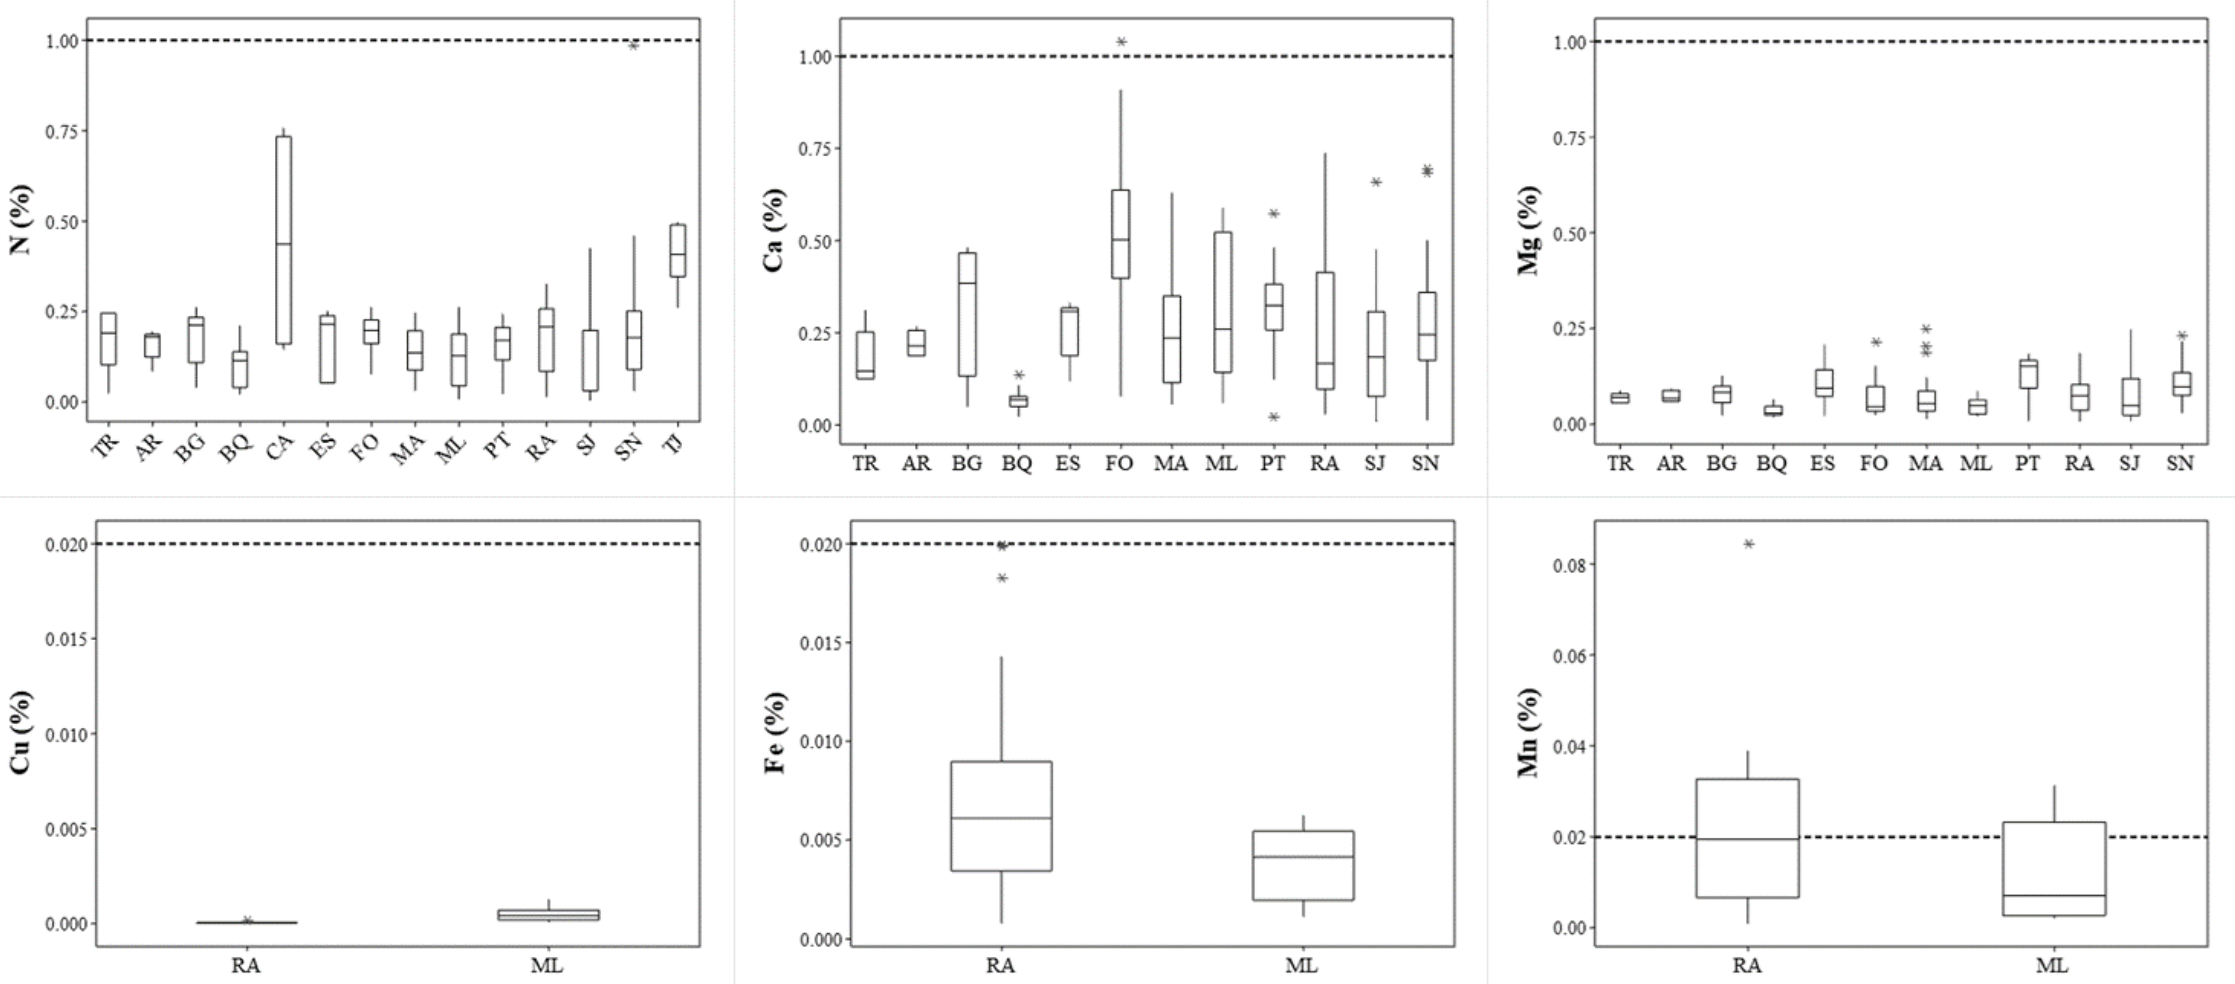 N (%)
1.00
0.75
0.50
0.25
0.00
TR AR BG BQ CA ES FO MA ML PT RA SJ SN TJ
Ca (%)
1.00
0.75
0.50
0.25
0.00
TR AR BG BQ ES FO MA ML PT RA SJ SN
Mg (%)
1.00
0.75
0.50
0.25
0.00
TR AR BG BQ ES FO MA ML PT RA SJ SN
Cu (%)
0.020
0.015
0.010
0.005
0.000
RA ML
Fe (%)
0.020
0.015
0.010
0.005
0.000
RA ML
Mn (%)
0.08
0.06
0.04
0.02
0.00
RA ML